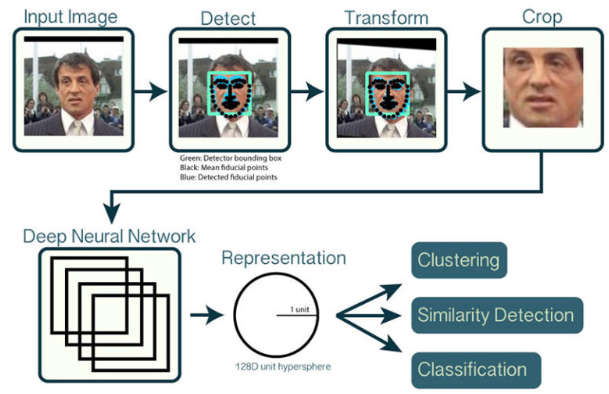 Input Image
Detect
Transform
Crop
Green: Detector bounding box
Black: Mean fiducial points
Blue: Detected fiducial points
Deep Neural Network
Representation
1 unit
128D unit hypersphere
Clustering
Similarity Detection
Classification